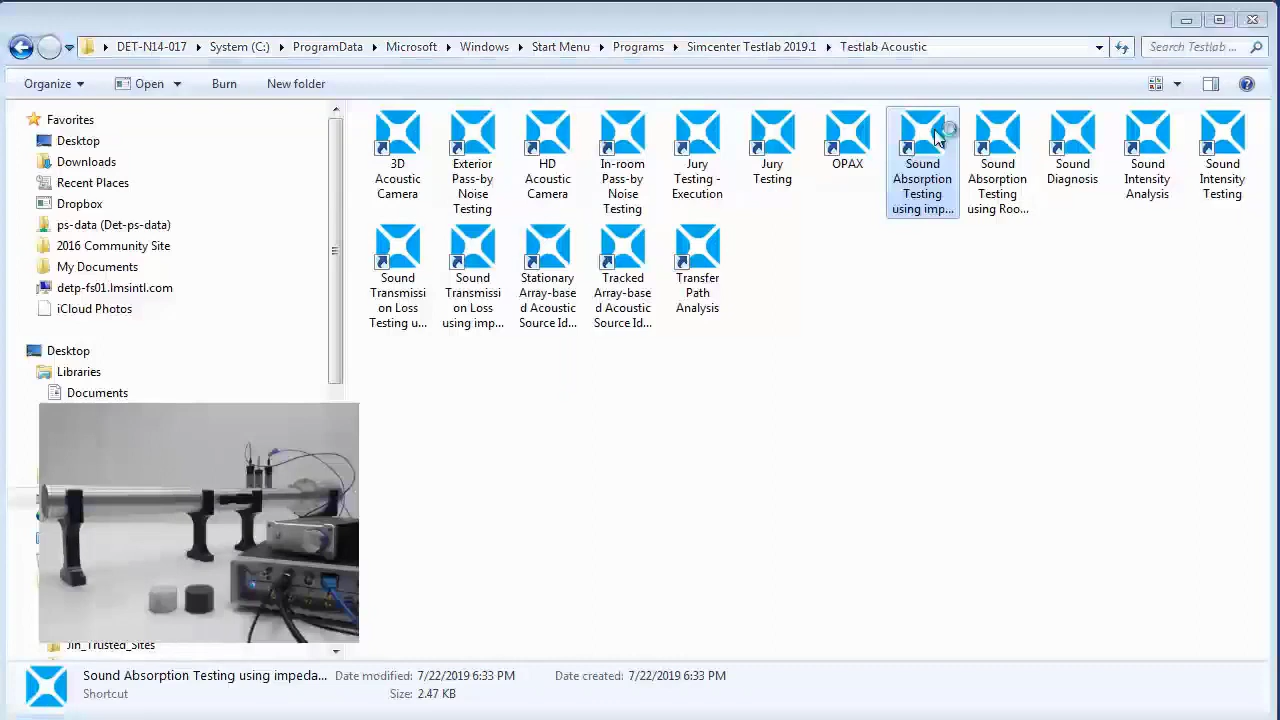 DET-N14-017 System (C:) ProgramData Microsoft Windows Start Menu Programs Simcenter Testlab 2019.1 Testlab Acoustic Search Testlab ...
Organize Open Burn New folder
Favorites
Desktop
Downloads
Recent Places
Dropbox
ps-data (Det-ps-data)
2016 Community Site
My Documents
detp-fs01.lmsintl.com
iCloud Photos
Desktop
Libraries
Documents
Jin_Trusted_Sites
3D
Acoustic
Camera
Exterior
Pass-by
Noise
Testing
HD
Acoustic
Camera
In-room
Pass-by
Noise
Testing
Jury
Testing -
Execution
Jury
Testing
OPAX
Sound
Absorption
Testing
using imp...
Sound
Absorption
Testing
using Roo...
Sound
Diagnosis
Sound
Intensity
Analysis
Sound
Intensity
Testing
Sound
Transmissi
on Loss
Testing u...
Sound
Transmissi
on Loss
using imp...
Stationary
Array-base
d Acoustic
Source Id...
Tracked
Array-base
d Acoustic
Source Id...
Transfer
Path
Analysis
Sound Absorption Testing using impeda... Date modified: 7/22/2019 6:33 PM Date created: 7/22/2019 6:33 PM
Shortcut Size: 2.47 KB